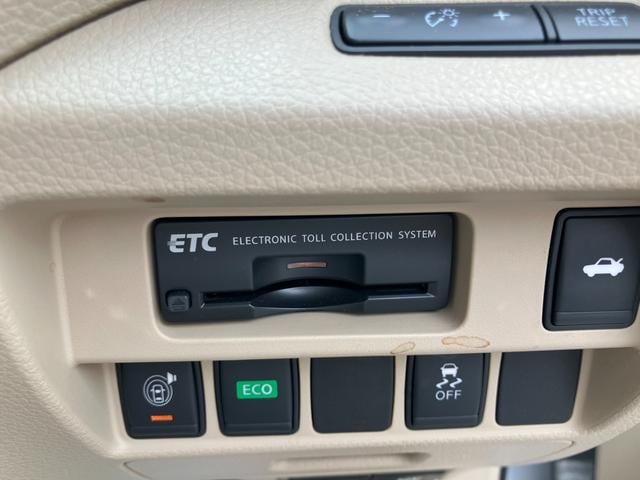 - +
TRIP
RESET
ETC ELECTRONIC TOLL COLLECTION SYSTEM
ECO
OFF